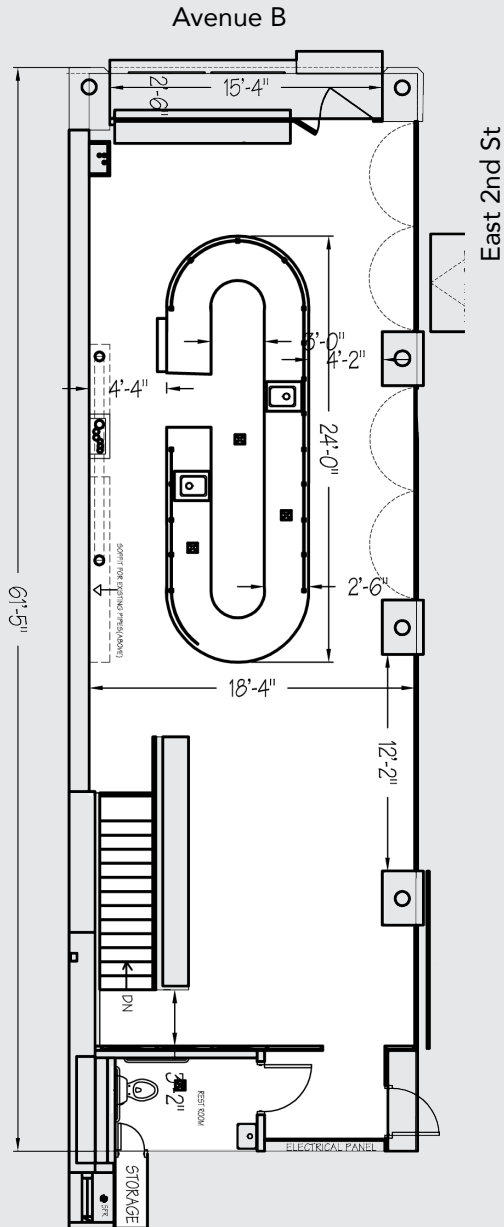 Avenue B
East 2nd St
15'-4"
2'-6"
3'-0"
4'-2"
4'-4"
24'-0"
SOFFIT FOR EXISTING PIPES(ABOVE)
2'-6"
61'-5"
18'-4"
12'-2"
DN
3'-2"
REST ROOM
ELECTRICAL PANEL
STORAGE
SPR